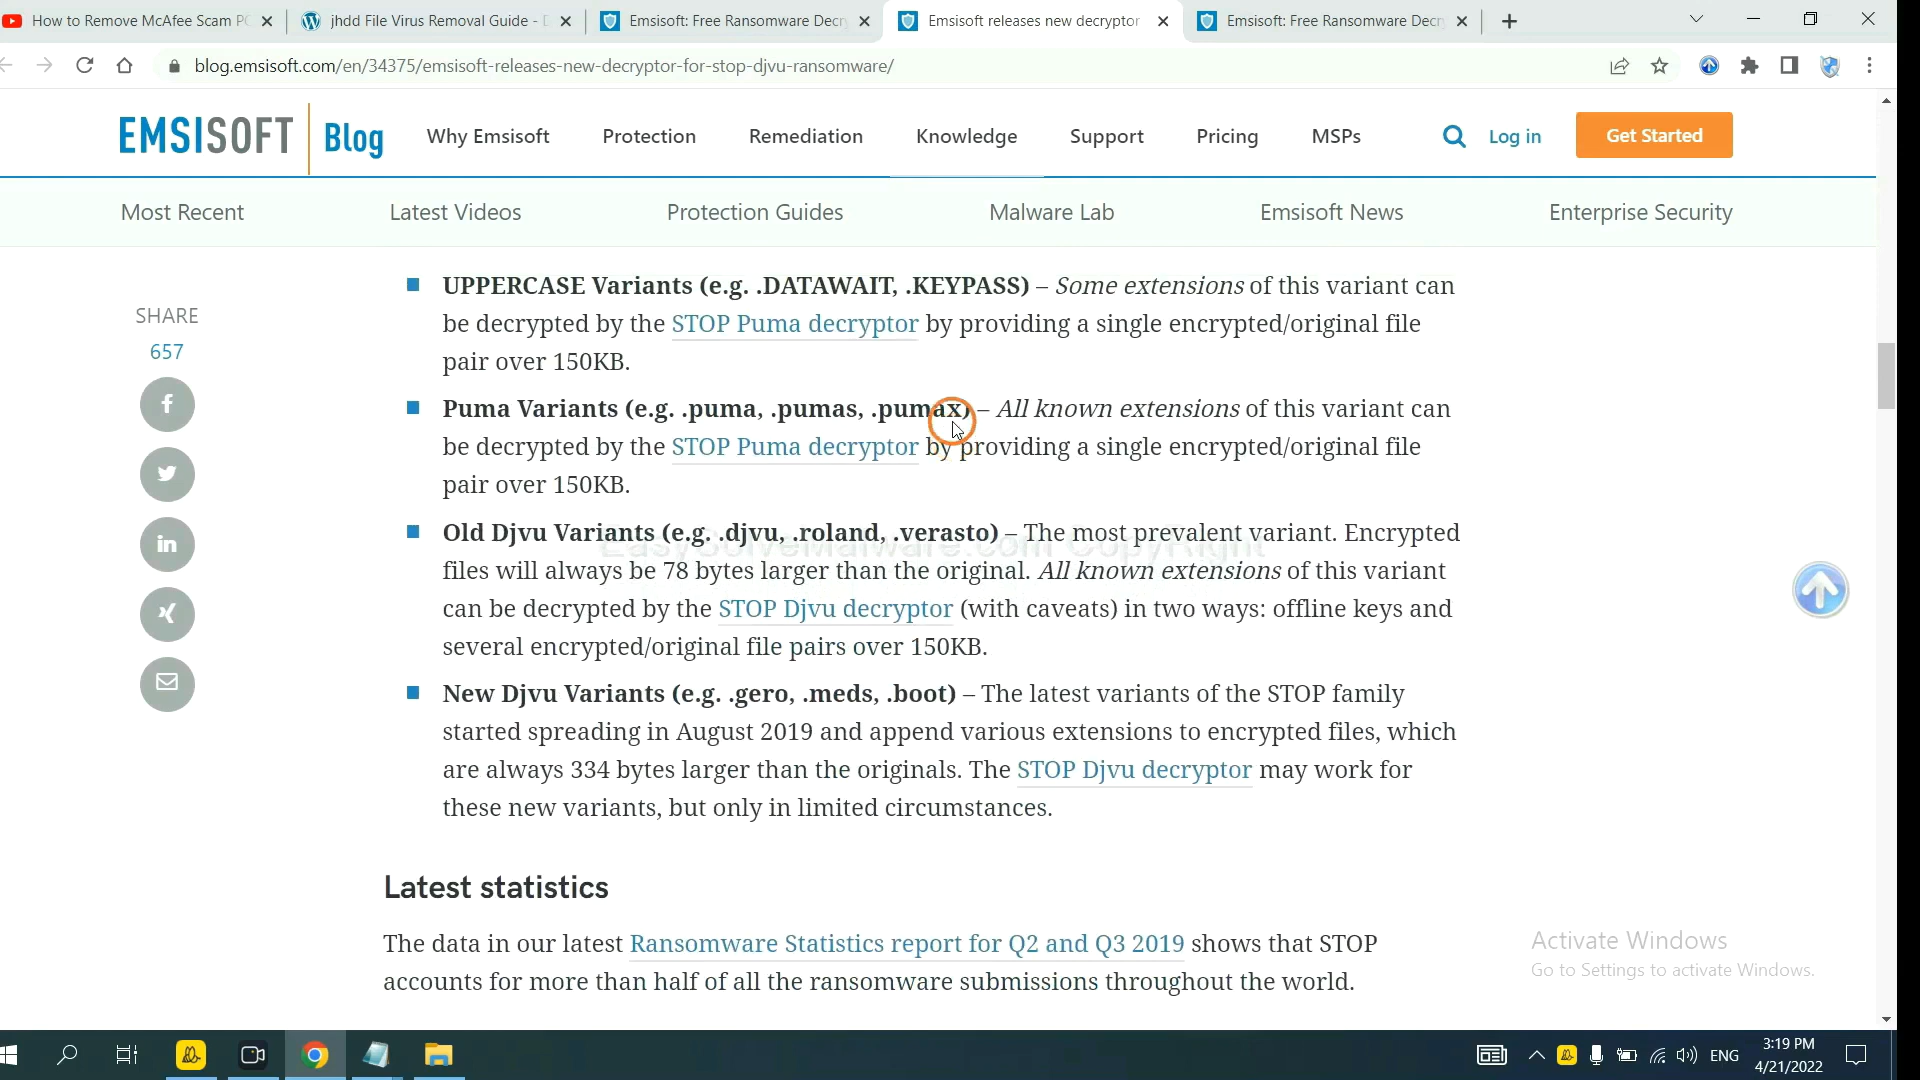 How to Remove McAfee Scam P
jhdd File Virus Removal Guide -
Emsisoft: Free Ransomware Decr
Emsisoft releases new decryptor
Emsisoft: Free Ransomware Decr
blog.emsisoft.com/en/34375/emsisoft-releases-new-decryptor-for-stop-djvu-ransomware/
EMSISOFT Blog
Why Emsisoft
Protection
Remediation
Knowledge
Support
Pricing
MSPs
Log in
Get Started
Most Recent
Latest Videos
Protection Guides
Malware Lab
Emsisoft News
Enterprise Security
SHARE
657
UPPERCASE Variants (e.g. .DATAWAIT, .KEYPASS) – Some extensions of this variant can
be decrypted by the STOP Puma decryptor by providing a single encrypted/original file
pair over 150KB.
Puma Variants (e.g. .puma, .pumas, .pumax) – All known extensions of this variant can
be decrypted by the STOP Puma decryptor by providing a single encrypted/original file
pair over 150KB.
Old Djvu Variants (e.g. .djvu, .roland, .verasto) – The most prevalent variant. Encrypted
files will always be 78 bytes larger than the original. All known extensions of this variant
can be decrypted by the STOP Djvu decryptor (with caveats) in two ways: offline keys and
several encrypted/original file pairs over 150KB.
EasySolveMalware.com CopyRight
New Djvu Variants (e.g. .gero, .meds, .boot) – The latest variants of the STOP family
started spreading in August 2019 and append various extensions to encrypted files, which
are always 334 bytes larger than the originals. The STOP Djvu decryptor may work for
these new variants, but only in limited circumstances.
Latest statistics
The data in our latest Ransomware Statistics report for Q2 and Q3 2019 shows that STOP
accounts for more than half of all the ransomware submissions throughout the world.
Activate Windows
Go to Settings to activate Windows.
ENG
3:19 PM
4/21/2022